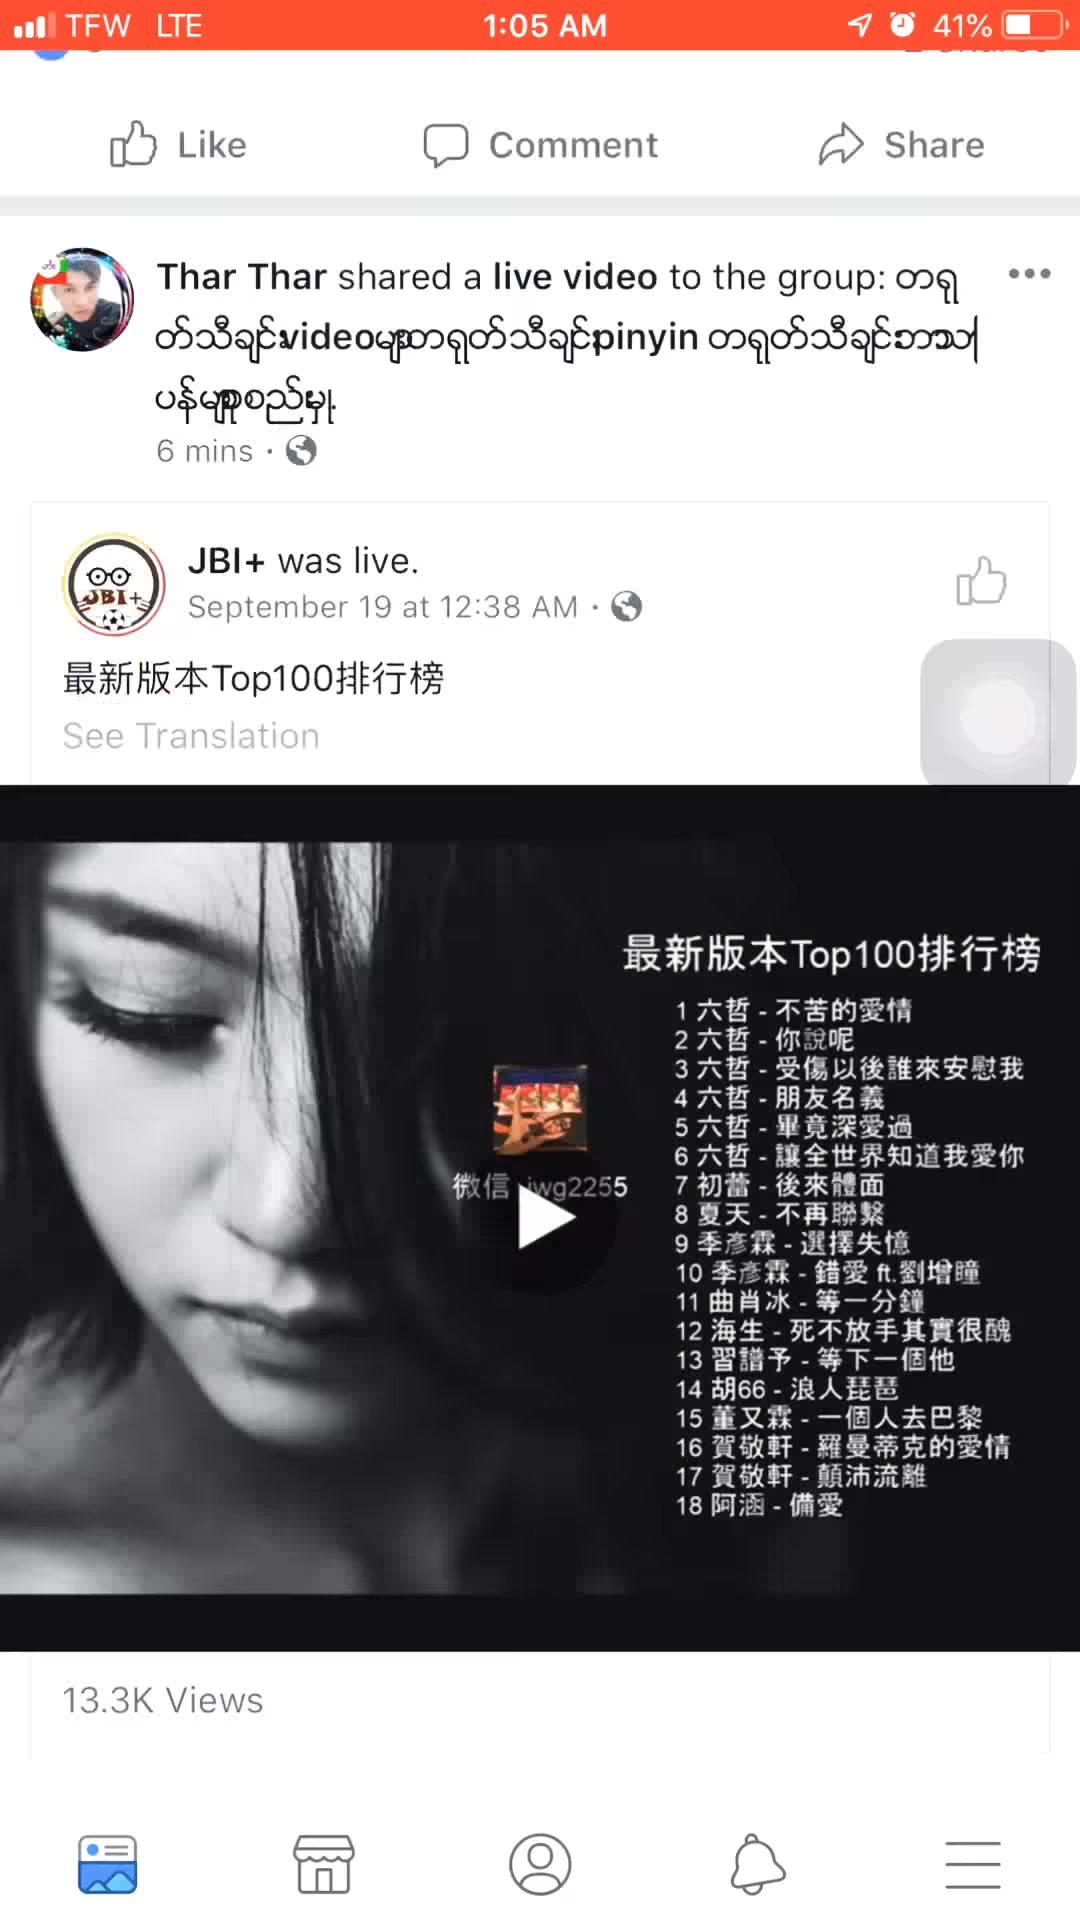 TFW LTE 1:05 AM 41%
Like Comment Share
Thar Thar shared a live video to the group: တရု
တ်သီချင်းvideoများတရုတ်သီချင်းpinyin တရုတ်သီချင်းဘာသာ
ပန်များစုစည်းမှု.
6 mins ·
JBI+ was live.
JBI+
September 19 at 12:38 AM ·
最新版本Top100排行榜
See Translation
最新版本Top100排行榜
1 六哲 - 不苦的愛情
2 六哲 - 你說呢
3 六哲 - 受傷以後誰來安慰我
4 六哲 - 朋友名義
5 六哲 - 畢竟深愛過
6 六哲 - 讓全世界知道我愛你
7 初蕾 - 後來體面
8 夏天 - 不再聯繫
9 季彥霖 - 選擇失憶
10 季彥霖 - 錯愛 ft.劉增瞳
11 曲肖冰 - 等一分鐘
12 海生 - 死不放手其實很醜
13 習譜予 - 等下一個他
14 胡66 - 浪人琵琶
15 董又霖 - 一個人去巴黎
16 賀敬軒 - 羅曼蒂克的愛情
17 賀敬軒 - 顛沛流離
18 阿涵 - 備愛
微信 jwg2255
13.3K Views